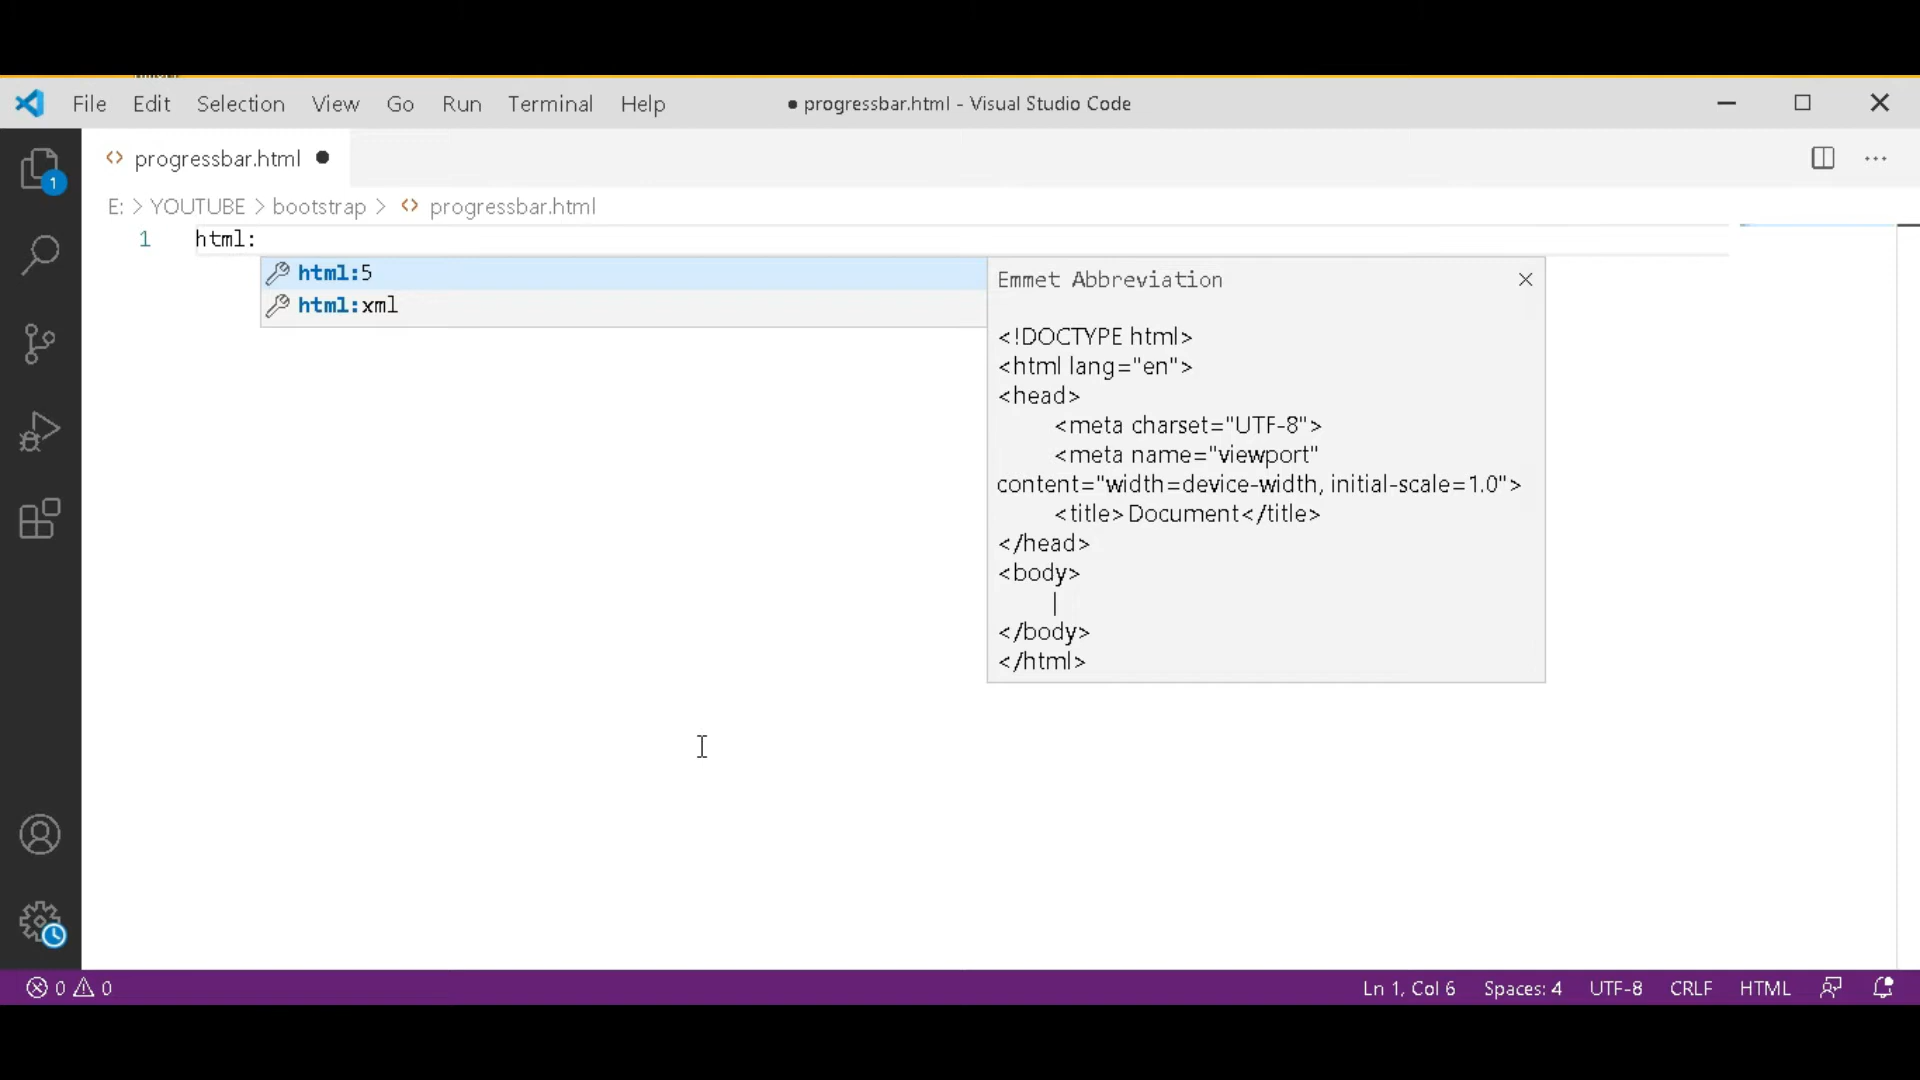 File Edit Selection View Go Run Terminal Help ● progressbar.html - Visual Studio Code
progressbar.html ●
E: > YOUTUBE > bootstrap > <> progressbar.html
1 html:
html:5
html:xml
Emmet Abbreviation
<!DOCTYPE html>
<html lang="en">
<head>
<meta charset="UTF-8">
<meta name="viewport"
content="width=device-width, initial-scale=1.0">
<title>Document</title>
</head>
<body>
|
</body>
</html>
1
0 0 Ln 1, Col 6 Spaces: 4 UTF-8 CRLF HTML